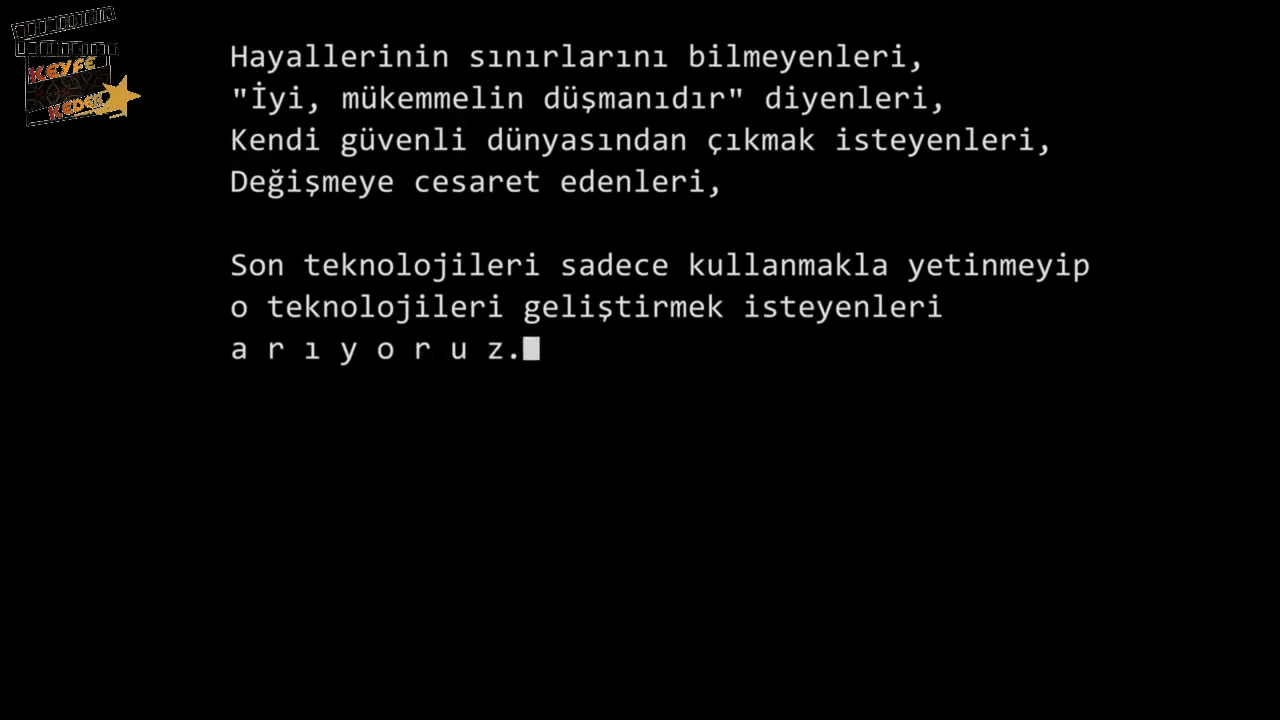 KEYFE
KEDER
Hayallerinin sınırlarını bilmeyenleri,
"İyi, mükemmelin düşmanıdır" diyenleri,
Kendi güvenli dünyasından çıkmak isteyenleri,
Değişmeye cesaret edenleri,
Son teknolojileri sadece kullanmakla yetinmeyip
o teknolojileri geliştirmek isteyenleri
a r ı y o r u z.